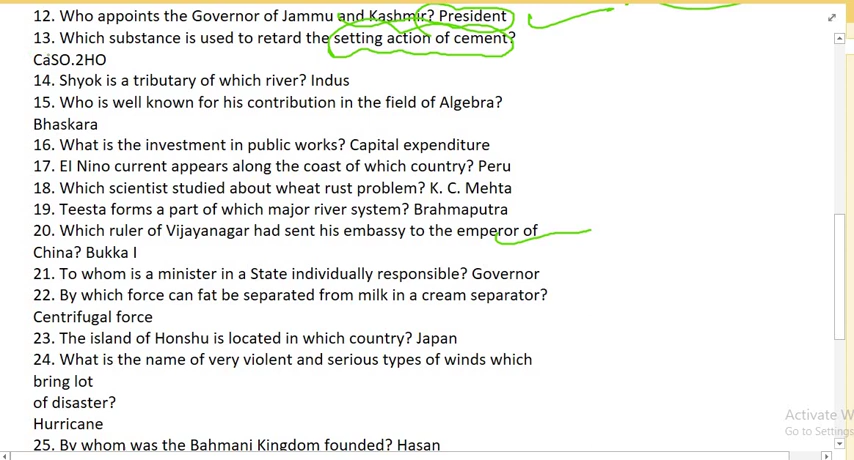 12. Who appoints the Governor of Jammu and Kashmir? President
13. Which substance is used to retard the setting action of cement?
CaSO.2HO
14. Shyok is a tributary of which river? Indus
15. Who is well known for his contribution in the field of Algebra?
Bhaskara
16. What is the investment in public works? Capital expenditure
17. El Nino current appears along the coast of which country? Peru
18. Which scientist studied about wheat rust problem? K. C. Mehta
19. Teesta forms a part of which major river system? Brahmaputra
20. Which ruler of Vijayanagar had sent his embassy to the emperor of
China? Bukka I
21. To whom is a minister in a State individually responsible? Governor
22. By which force can fat be separated from milk in a cream separator?
Centrifugal force
23. The island of Honshu is located in which country? Japan
24. What is the name of very violent and serious types of winds which
bring lot
of disaster?
Hurricane
Activate W
Go to Settings
25. By whom was the Bahmani Kingdom founded? Hasan